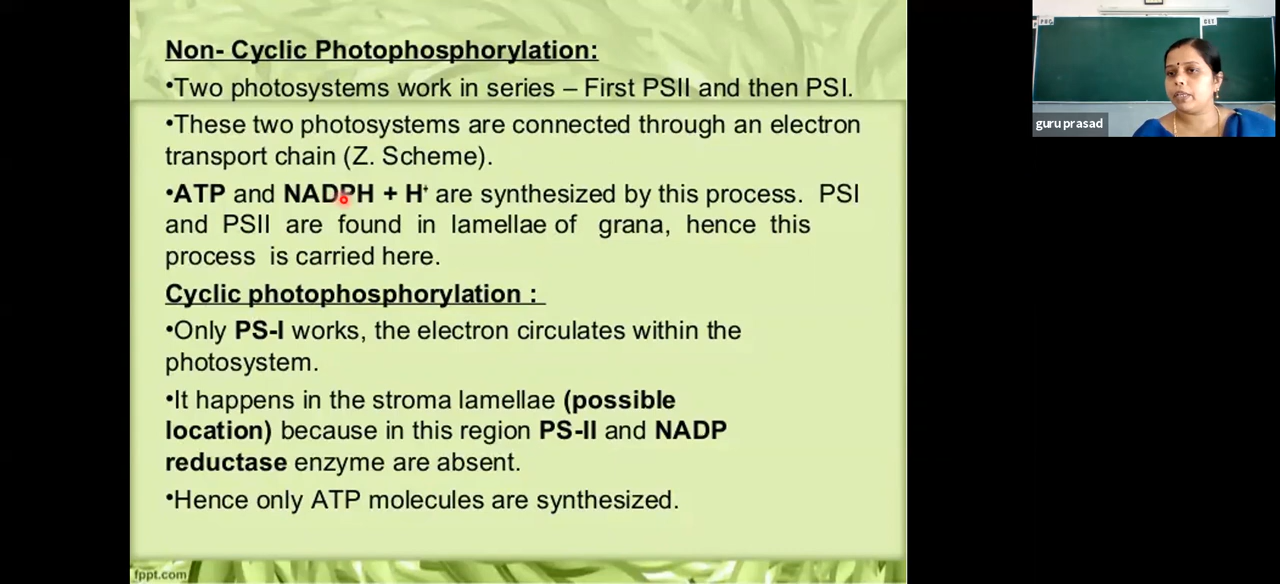 Non- Cyclic Photophosphorylation:
•Two photosystems work in series – First PSII and then PSI.
•These two photosystems are connected through an electron
transport chain (Z. Scheme).
•ATP and NADPH + H⁺ are synthesized by this process. PSI
and PSII are found in lamellae of grana, hence this
process is carried here.
Cyclic photophosphorylation :
•Only PS-I works, the electron circulates within the
photosystem.
•It happens in the stroma lamellae (possible
location) because in this region PS-II and NADP
reductase enzyme are absent.
•Hence only ATP molecules are synthesized.
fppt.com
guru prasad